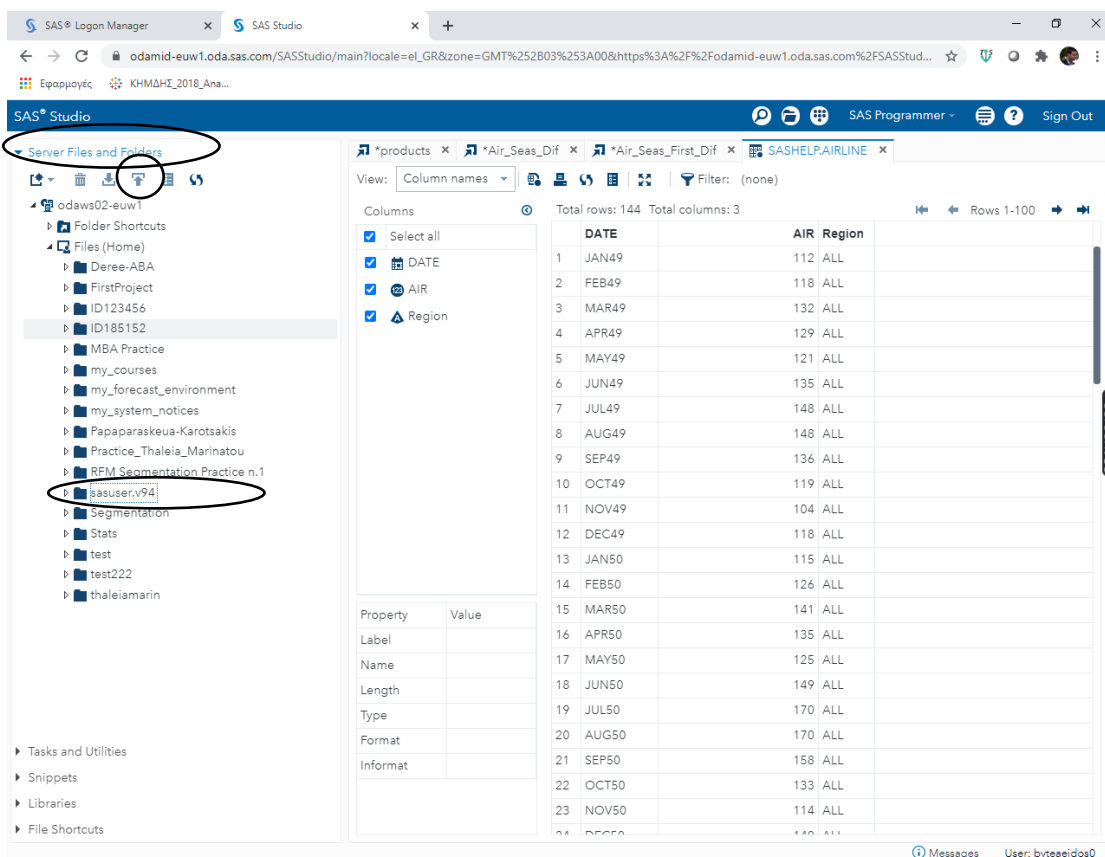 SAS® Logon Manager
SAS Studio
odamid-euw1.oda.sas.com/SASStudio/main?locale=el_GR&zone=GMT%252B03%253A00&https%3A%2F%2Fodamid-euw1.oda.sas.com%2FSASStud...
Εφαρμογές ΚΗΜΔΗΣ_2018_Ana...
SAS® Studio
SAS Programmer
Sign Out
Server Files and Folders
odaws02-euw1
Folder Shortcuts
Files (Home)
Deree-ABA
FirstProject
ID123456
ID185152
MBA Practice
my_courses
my_forecast_environment
my_system_notices
Papaparaskeua-Karotsakis
Practice_Thaleia_Marinatou
RFM Segmentation Practice n.1
sasuser.v94
Segmentation
Stats
test
test222
thaleiamarin
Tasks and Utilities
Snippets
Libraries
File Shortcuts
*products *Air_Seas_Dif *Air_Seas_First_Dif SASHELP.AIRLINE
View: Column names Filter: (none)
Columns
Select all
DATE
AIR
Region
Property Value
Label
Name
Length
Type
Format
Informat
Total rows: 144 Total columns: 3 Rows 1-100
DATE AIR Region
1 JAN49 112 ALL
2 FEB49 118 ALL
3 MAR49 132 ALL
4 APR49 129 ALL
5 MAY49 121 ALL
6 JUN49 135 ALL
7 JUL49 148 ALL
8 AUG49 148 ALL
9 SEP49 136 ALL
10 OCT49 119 ALL
11 NOV49 104 ALL
12 DEC49 118 ALL
13 JAN50 115 ALL
14 FEB50 126 ALL
15 MAR50 141 ALL
16 APR50 135 ALL
17 MAY50 125 ALL
18 JUN50 149 ALL
19 JUL50 170 ALL
20 AUG50 170 ALL
21 SEP50 158 ALL
22 OCT50 133 ALL
23 NOV50 114 ALL
24 DEC50 140 ALL
Messages User: byteaeidos0